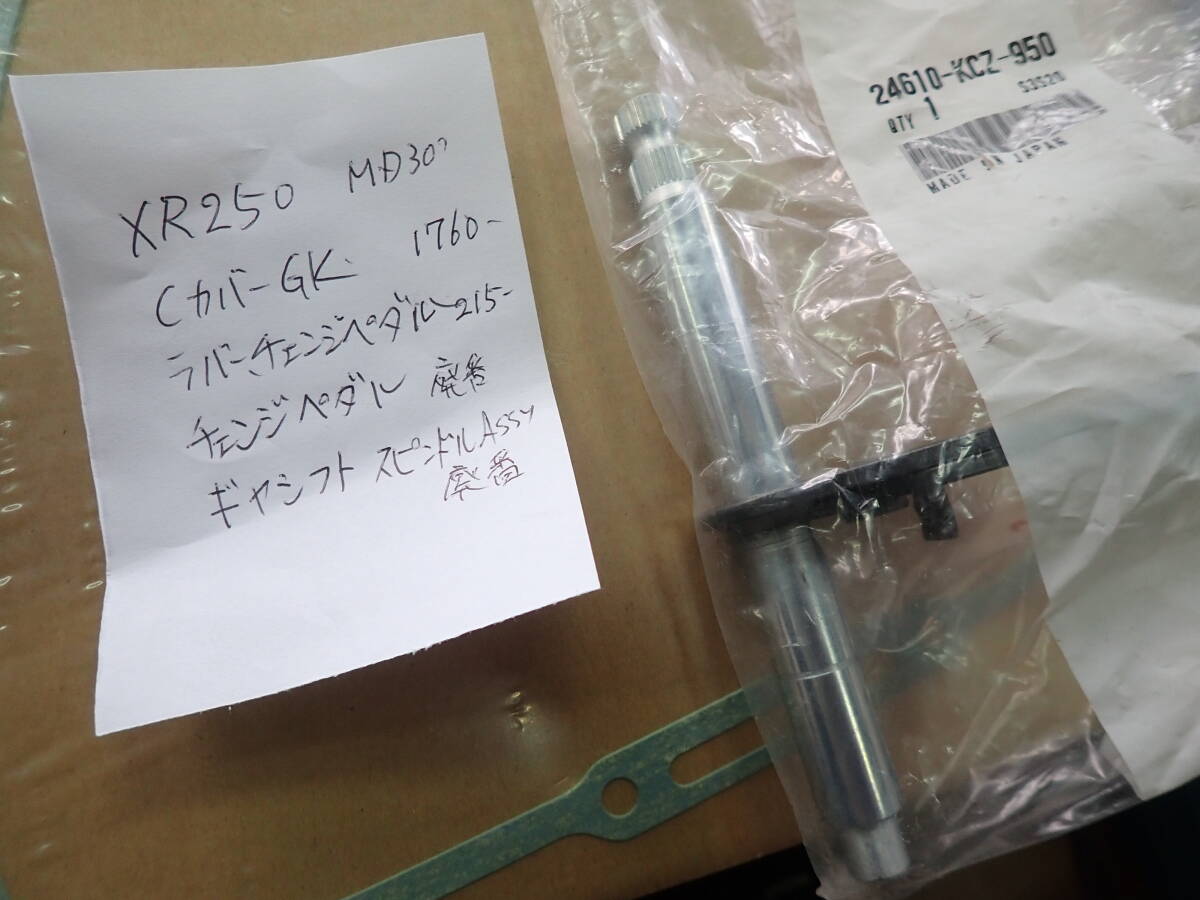 XR250 MD30?
Cカバー GK. 1760-
ラバー、チェンジペダル 215-
チェンジペダル 廃番
ギヤシフト スピンドルAssy
廃番
24610-KCZ-950
QTY 1 S3S20
MADE IN JAPAN